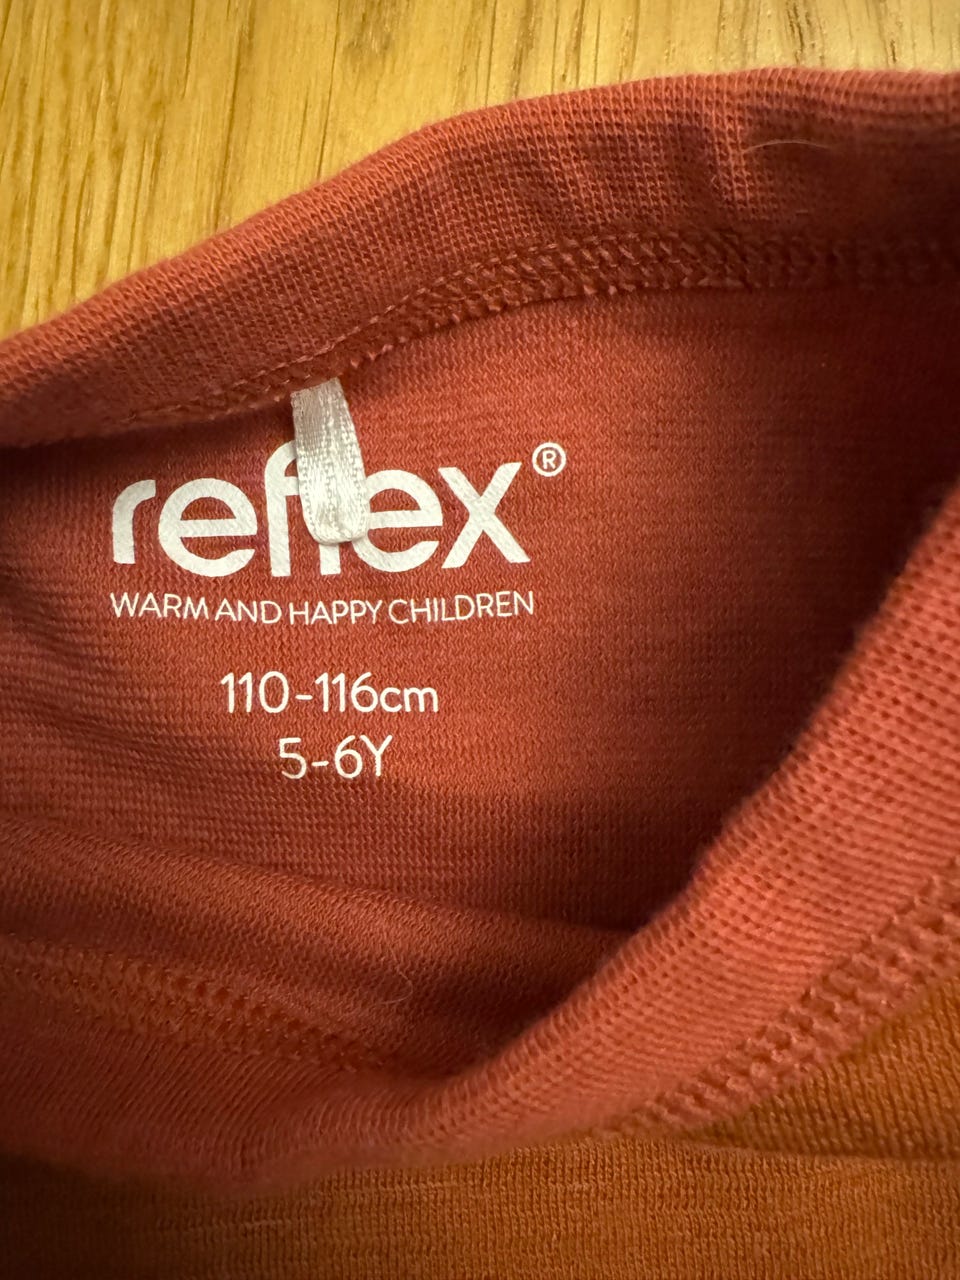 reflex®
WARM AND HAPPY CHILDREN
110-116cm
5-6Y